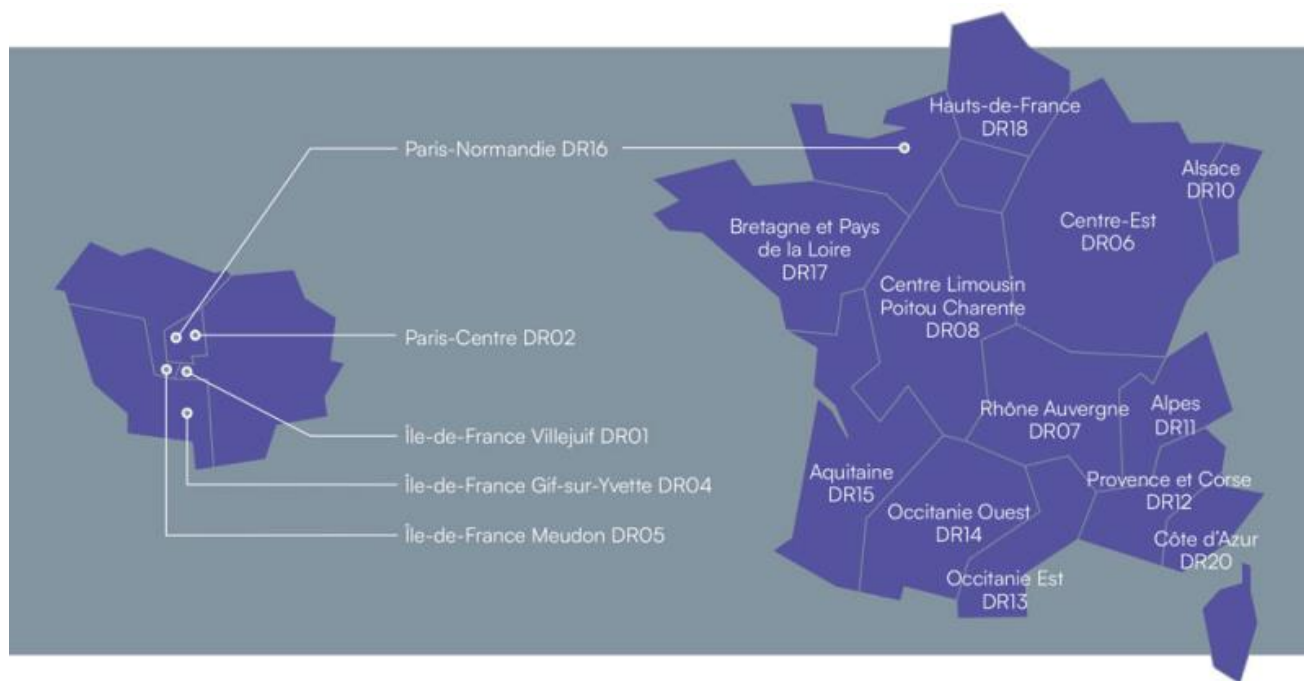 Paris-Normandie DR16
Paris-Centre DR02
Île-de-France Villejuif DR01
Île-de-France Gif-sur-Yvette DR04
Île-de-France Meudon DR05
Hauts-de-France
DR18
Alsace
DR10
Centre-Est
DR06
Bretagne et Pays
de la Loire
DR17
Centre Limousin
Poitou Charente
DR08
Rhône Auvergne
DR07
Alpes
DR11
Aquitaine
DR15
Provence et Corse
DR12
Occitanie Ouest
DR14
Côte d'Azur
DR20
Occitanie Est
DR13